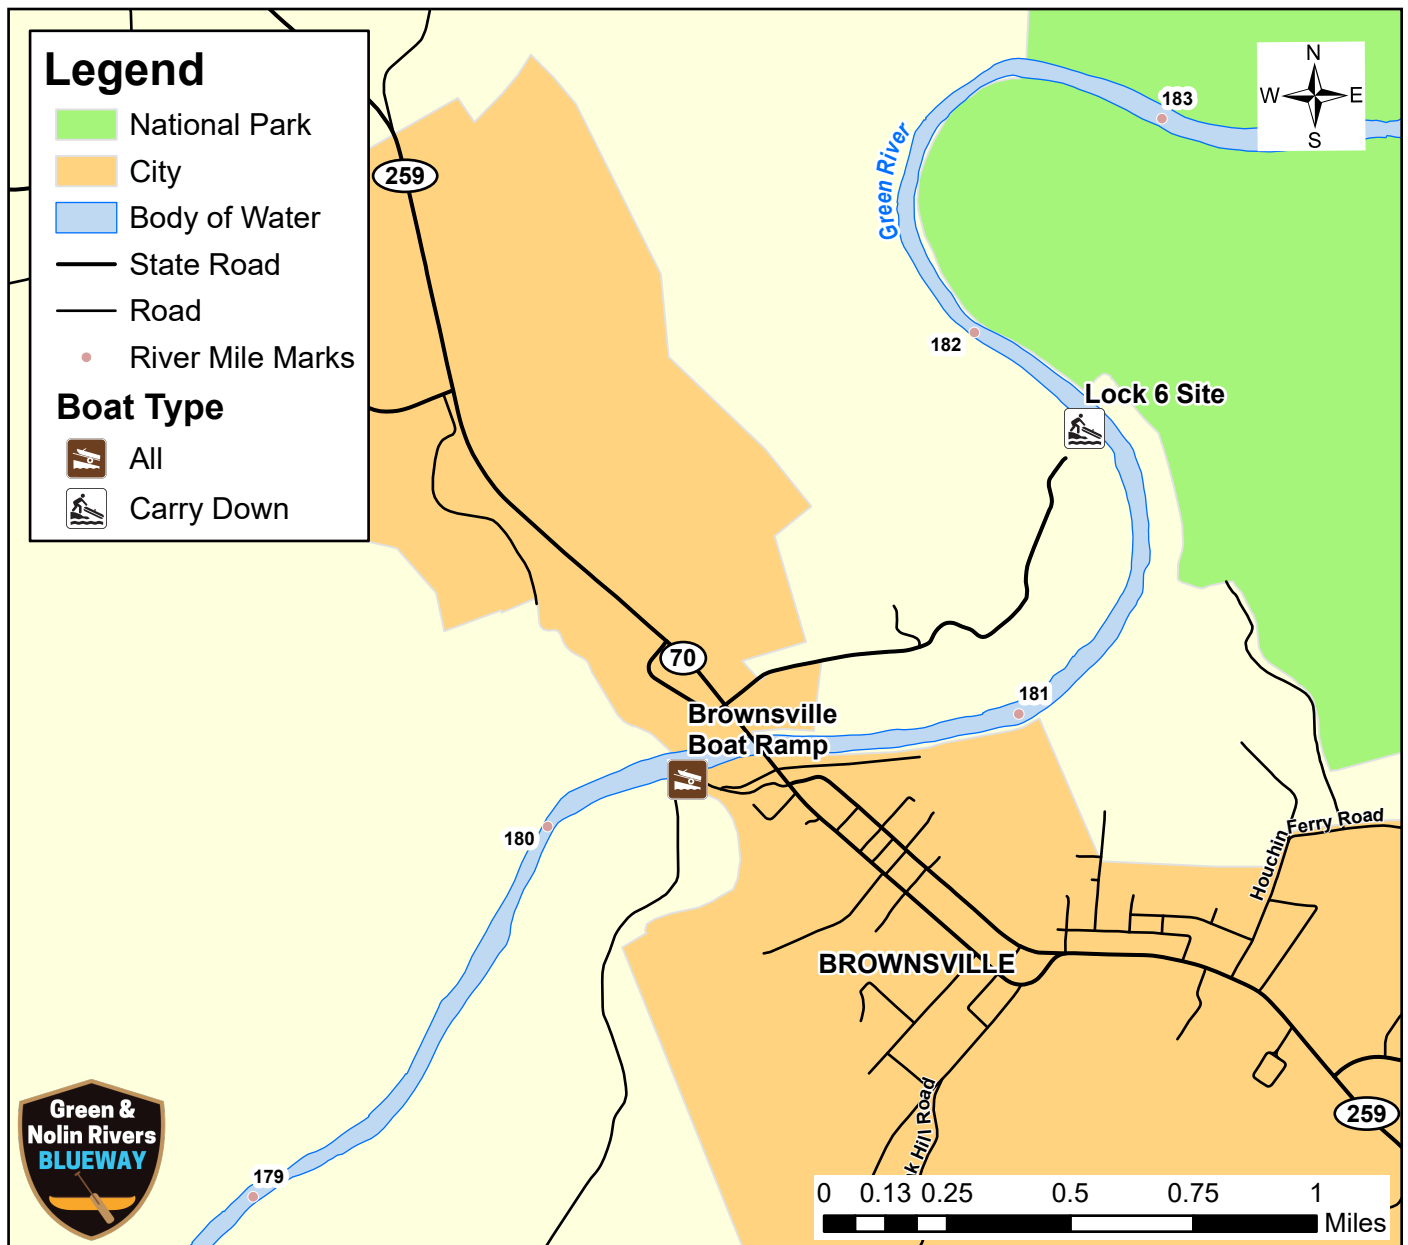 Legend
National Park
City
Body of Water
State Road
Road
River Mile Marks
Boat Type
All
Carry Down
N
W E
S
183
Green River
259
182
Lock 6 Site
70
181
Brownsville
Boat Ramp
180
Houchin
Ferry Road
BROWNSVILLE
Hill Road
259
179
Green &
Nolin Rivers
BLUEWAY
0 0.13 0.25 0.5 0.75 1
Miles